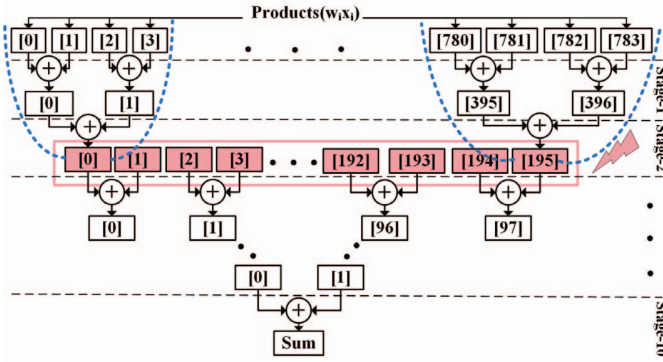 Products(wᵢxᵢ)
[0] [1] [2] [3] [780] [781] [782] [783]
Stage-1
[0] [1] [395] [396]
Stage-2
[0] [1] [2] [3] [192] [193] [194] [195]
[0] [1] [96] [97]
[0] [1]
Stage-10
Sum